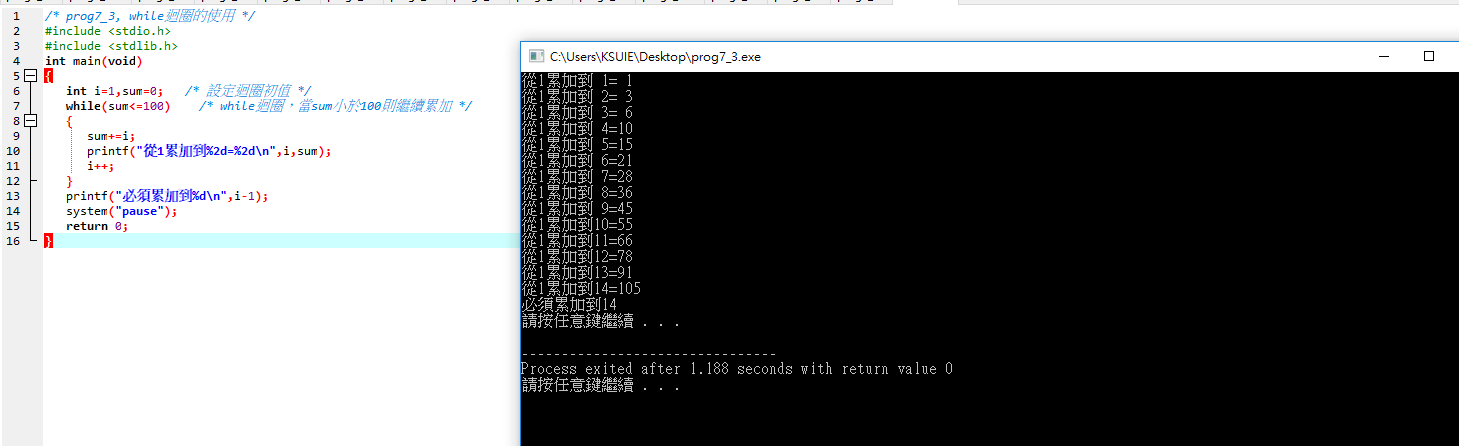 1 /* prog7_3, while迴圈的使用 */
2 #include <stdio.h>
3 #include <stdlib.h>
4 int main(void)
5 {
6 int i=1,sum=0; /* 設定迴圈初值 */
7 while(sum<=100) /* while迴圈，當sum小於100則繼續累加 */
8 {
9 sum+=i;
10 printf("從1累加到%2d=%2d\n",i,sum);
11 i++;
12 }
13 printf("必須累加到%d\n",i-1);
14 system("pause");
15 return 0;
16 }
C:\Users\KSUIE\Desktop\prog7_3.exe
從1累加到 1= 1
從1累加到 2= 3
從1累加到 3= 6
從1累加到 4=10
從1累加到 5=15
從1累加到 6=21
從1累加到 7=28
從1累加到 8=36
從1累加到 9=45
從1累加到10=55
從1累加到11=66
從1累加到12=78
從1累加到13=91
從1累加到14=105
必須累加到14
請按任意鍵繼續 . . .
--------------------------------
Process exited after 1.188 seconds with return value 0
請按任意鍵繼續 . . .